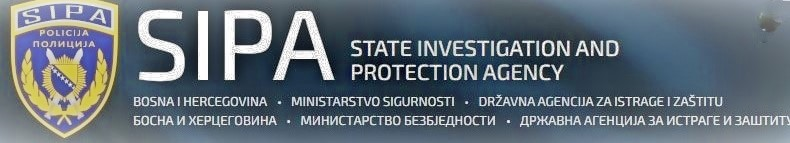 SIPA
POLICIJA
ПОЛИЦИЈА
SIPA
STATE INVESTIGATION AND
PROTECTION AGENCY
BOSNA I HERCEGOVINA • MINISTARSTVO SIGURNOSTI • DRŽAVNA AGENCIJA ZA ISTRAGE I ZAŠTITU
БОСНА И ХЕРЦЕГОВИНА • МИНИСТАРСТВО БЕЗБЈЕДНОСТИ • ДРЖАВНА АГЕНЦИЈА ЗА ИСТРАГЕ И ЗАШТИТУ